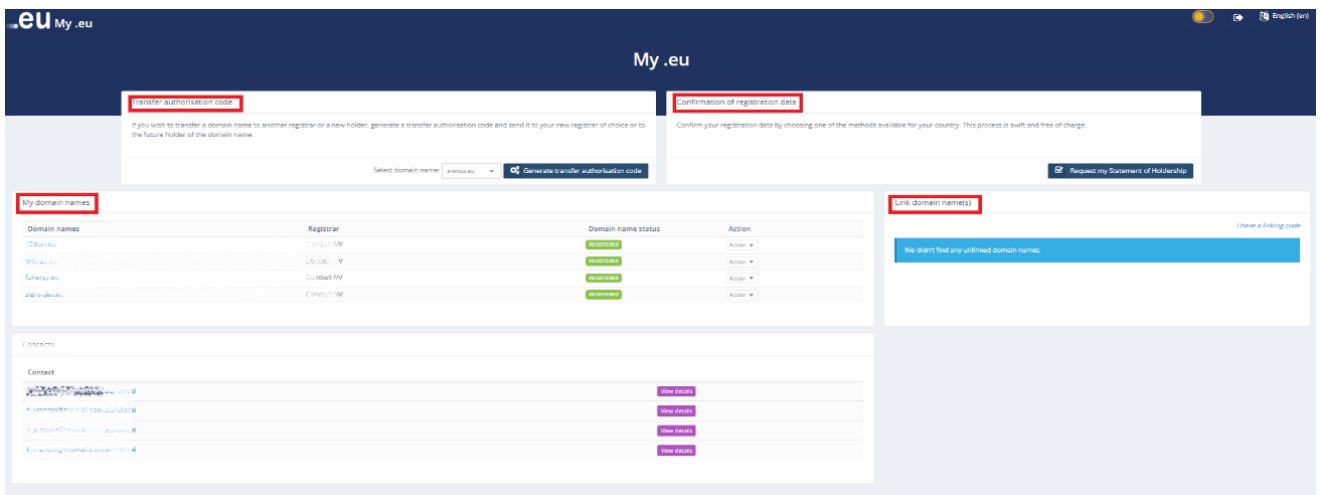 .eu My .eu
English (en)
My .eu
Transfer authorisation code
If you wish to transfer a domain name to another registrar or a new holder, generate a transfer authorisation code and send it to your new registrar of choice or to
the future holder of the domain name.
Select domain name:
Generate transfer authorisation code
Confirmation of registration data
Confirm your registration data by choosing one of the methods available for your country. This process is swift and free of charge.
Request my Statement of Holdership
My domain names
Domain names Registrar Domain name status Action
NV REGISTERED Action
REGISTERED Action
NV REGISTERED Action
NV REGISTERED Action
Link domain name(s)
I have a linking code
We didn't find any unlinked domain names
Contacts
Contact
View details
View details
View details
View details